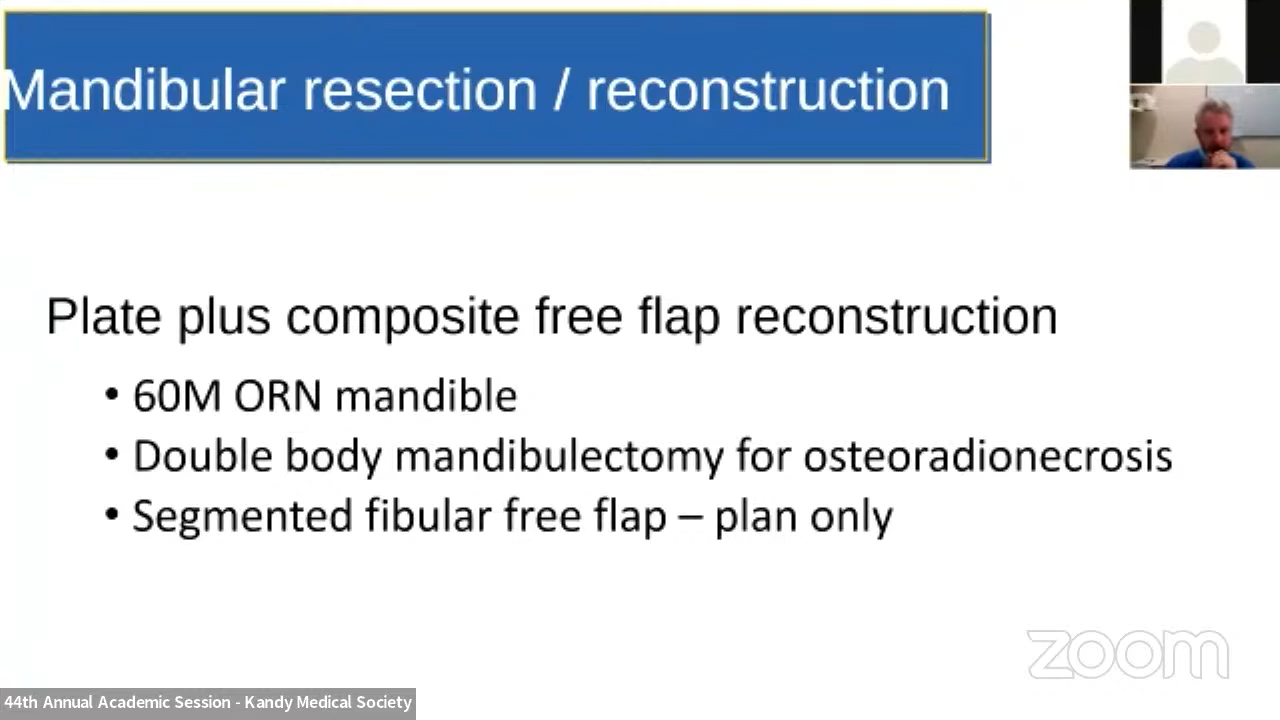 Mandibular resection / reconstruction
Plate plus composite free flap reconstruction
• 60M ORN mandible
• Double body mandibulectomy for osteoradionecrosis
• Segmented fibular free flap – plan only
zoom
44th Annual Academic Session - Kandy Medical Society